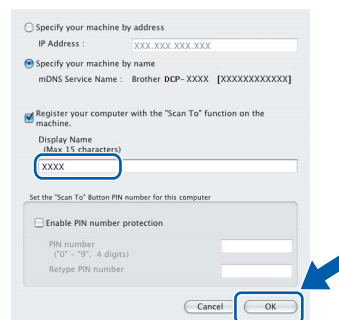 Specify your machine by address
IP Address :
XXX.XXX.XXX.XXX
Specify your machine by name
mDNS Service Name : Brother DCP-XXXX [XXXXXXXXXXXX]
Register your computer with the "Scan To" function on the
machine.
Display Name
(Max 15 characters)
XXXX
Set the "Scan To" Button PIN number for this computer
Enable PIN number protection
PIN number
("0" - "9", 4 digits)
Retype PIN number
Cancel
OK